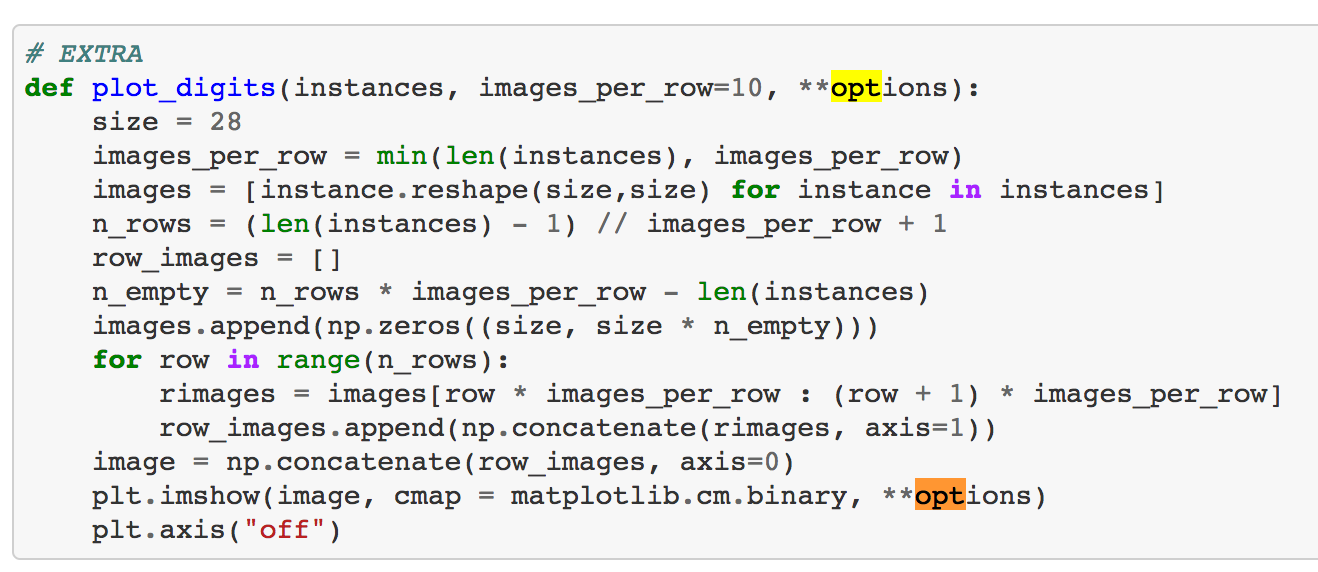 # EXTRA
def plot_digits(instances, images_per_row=10, **options):
    size = 28
    images_per_row = min(len(instances), images_per_row)
    images = [instance.reshape(size,size) for instance in instances]
    n_rows = (len(instances) - 1) // images_per_row + 1
    row_images = []
    n_empty = n_rows * images_per_row - len(instances)
    images.append(np.zeros((size, size * n_empty)))
    for row in range(n_rows):
        rimages = images[row * images_per_row : (row + 1) * images_per_row]
        row_images.append(np.concatenate(rimages, axis=1))
    image = np.concatenate(row_images, axis=0)
    plt.imshow(image, cmap = matplotlib.cm.binary, **options)
    plt.axis("off")